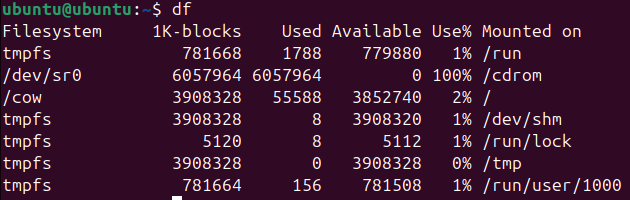 ubuntu@ubuntu:~$ df
Filesystem     1K-blocks    Used Available Use% Mounted on
tmpfs             781668    1788    779880   1% /run
/dev/sr0         6057964 6057964         0 100% /cdrom
/cow             3908328   55588   3852740   2% /
tmpfs            3908328       8   3908320   1% /dev/shm
tmpfs               5120       8      5112   1% /run/lock
tmpfs            3908328       0   3908328   0% /tmp
tmpfs             781664     156    781508   1% /run/user/1000